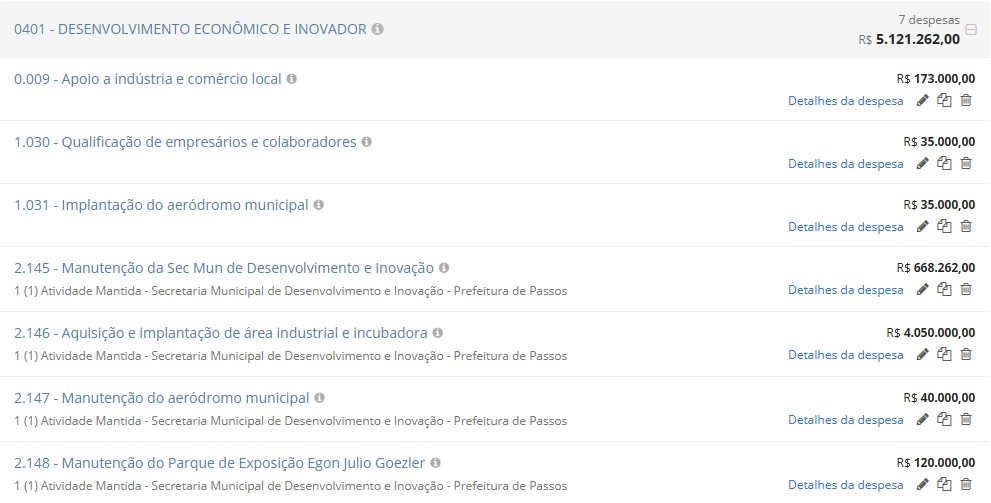 0401 - DESENVOLVIMENTO ECONÔMICO E INOVADOR
7 despesas
R$ 5.121.262,00
0.009 - Apoio a indústria e comércio local
R$ 173.000,00
Detalhes da despesa
1.030 - Qualificação de empresários e colaboradores
R$ 35.000,00
Detalhes da despesa
1.031 - Implantação do aeródromo municipal
R$ 35.000,00
Detalhes da despesa
2.145 - Manutenção da Sec Mun de Desenvolvimento e Inovação
R$ 668.262,00
1 (1) Atividade Mantida - Secretaria Municipal de Desenvolvimento e Inovação - Prefeitura de Passos
Detalhes da despesa
2.146 - Aquisição e implantação de área industrial e incubadora
R$ 4.050.000,00
1 (1) Atividade Mantida - Secretaria Municipal de Desenvolvimento e Inovação - Prefeitura de Passos
Detalhes da despesa
2.147 - Manutenção do aeródromo municipal
R$ 40.000,00
1 (1) Atividade Mantida - Secretaria Municipal de Desenvolvimento e Inovação - Prefeitura de Passos
Detalhes da despesa
2.148 - Manutenção do Parque de Exposição Egon Julio Goezler
R$ 120.000,00
1 (1) Atividade Mantida - Secretaria Municipal de Desenvolvimento e Inovação - Prefeitura de Passos
Detalhes da despesa